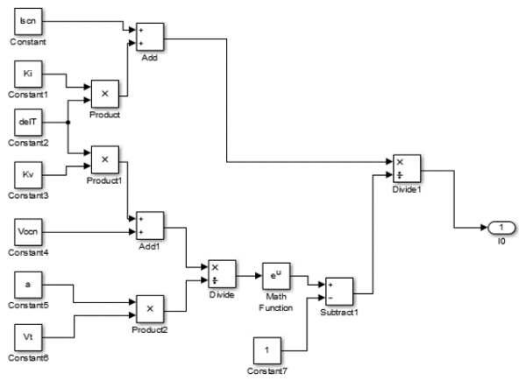 Iscn
+
+
Constant
Add
Ki
×
Constant1
Product
delT
Constant2
×
×
÷
Kv
Product1
Constant3
Divide1
Vocn
+
+
1
I0
Constant4
Add1
×
÷
e^u
+
−
a
Divide
Math
Function
Constant5
×
Subtract1
Product2
Vt
1
Constant6
Constant7